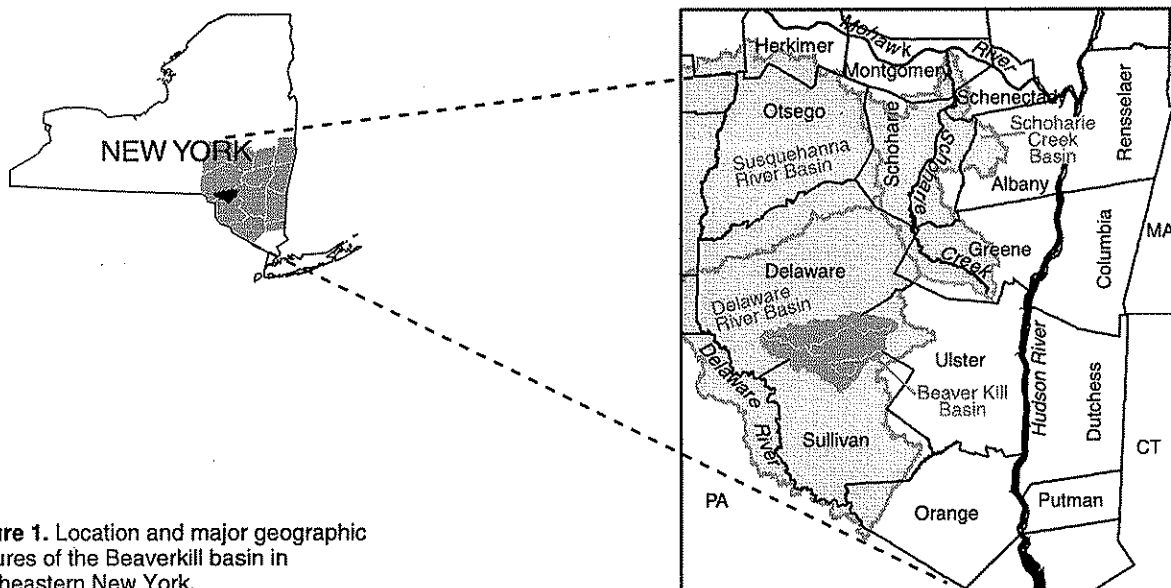 NEW YORK
Herkimer
Mohawk
River
Montgomery
Schenectady
Rensselaer
Otsego
Schoharie
Schoharie
Creek
Schoharie
Creek
Basin
Susquehanna
River Basin
Albany
MA
Greene
Columbia
Delaware
Delaware
River Basin
Delaware
River
Ulster
Beaver Kill
Basin
Hudson River
Dutchess
Sullivan
CT
PA
Orange
Putman
ure 1. Location and major geographic
ures of the Beaverkill basin in
heastern New York.